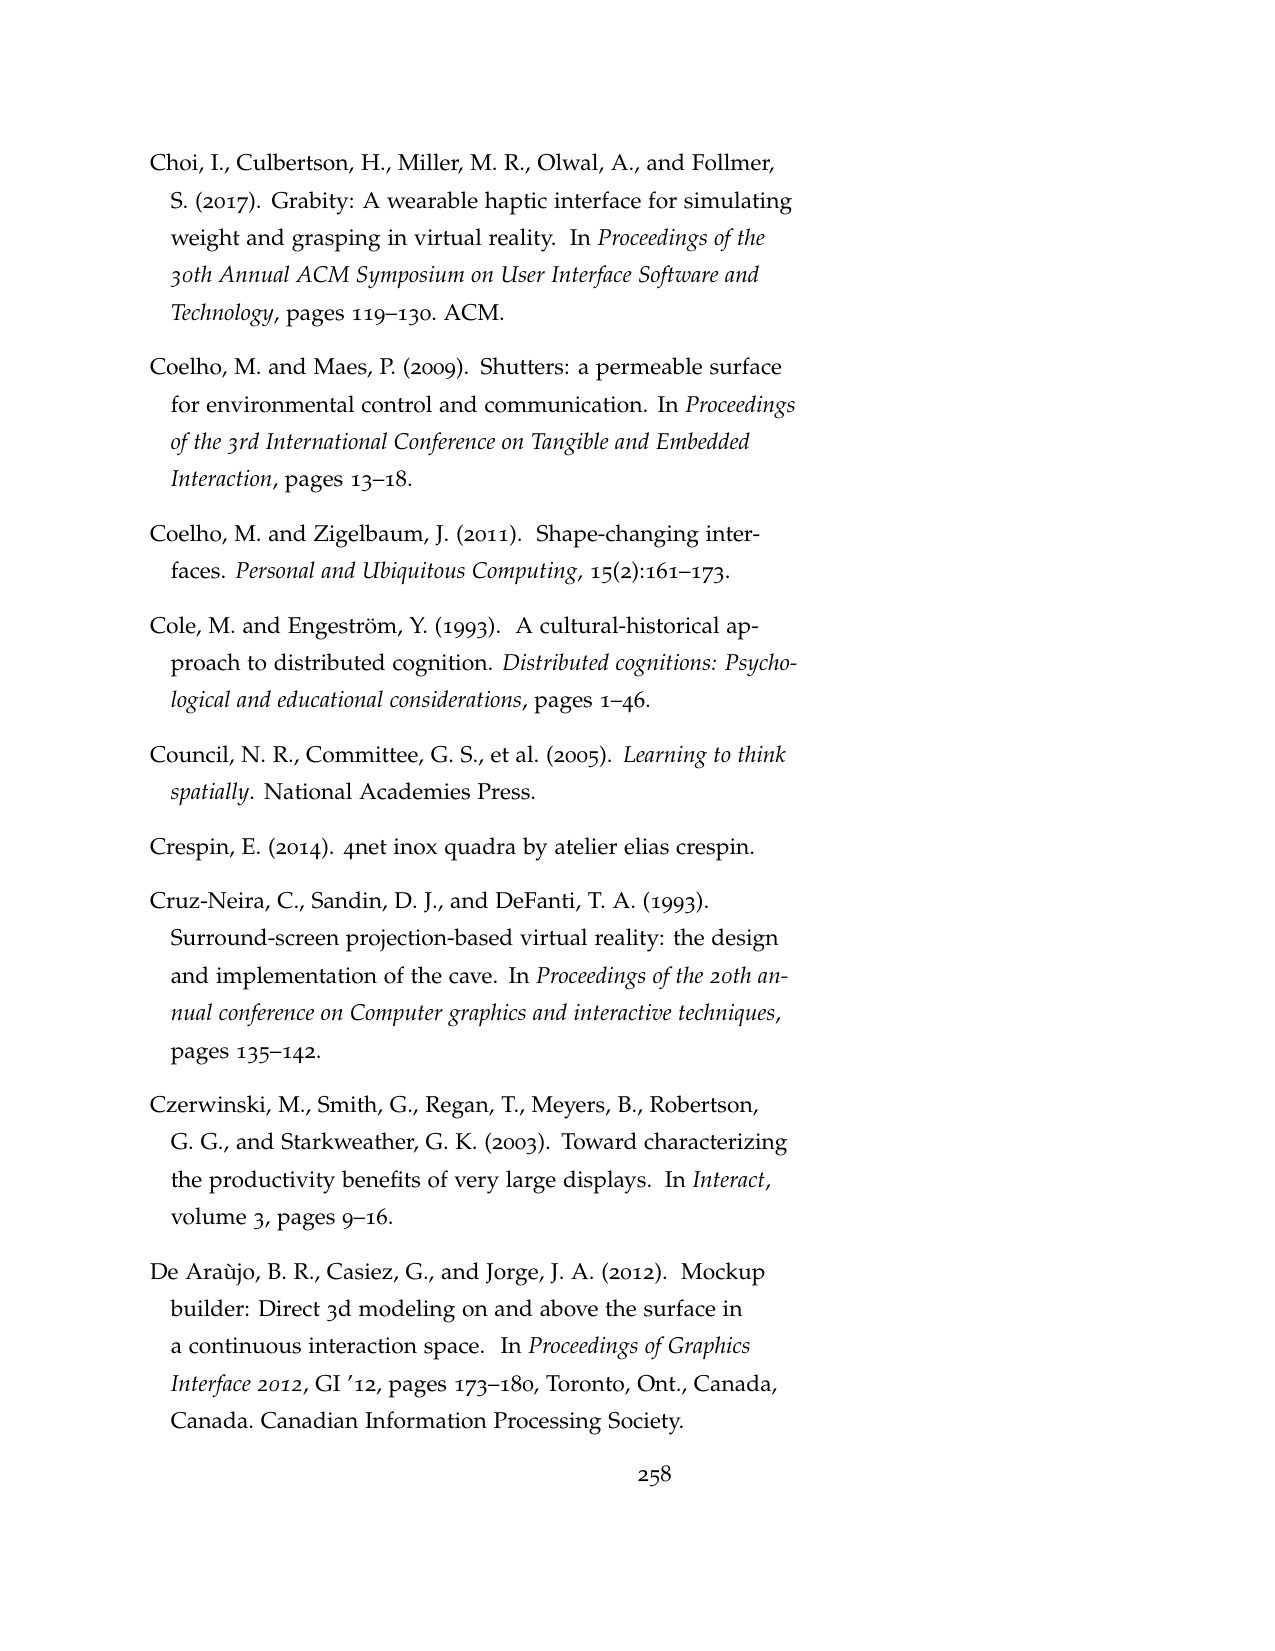 Choi, I., Culbertson, H., Miller, M. R., Olwal, A., and Follmer,
S. (2017). Grabity: A wearable haptic interface for simulating
weight and grasping in virtual reality. In Proceedings of the
30th Annual ACM Symposium on User Interface Software and
Technology, pages 119–130. ACM.
Coelho, M. and Maes, P. (2009). Shutters: a permeable surface
for environmental control and communication. In Proceedings
of the 3rd International Conference on Tangible and Embedded
Interaction, pages 13–18.
Coelho, M. and Zigelbaum, J. (2011). Shape-changing inter-
faces. Personal and Ubiquitous Computing, 15(2):161–173.
Cole, M. and Engeström, Y. (1993). A cultural-historical ap-
proach to distributed cognition. Distributed cognitions: Psycho-
logical and educational considerations, pages 1–46.
Council, N. R., Committee, G. S., et al. (2005). Learning to think
spatially. National Academies Press.
Crespin, E. (2014). 4net inox quadra by atelier elias crespin.
Cruz-Neira, C., Sandin, D. J., and DeFanti, T. A. (1993).
Surround-screen projection-based virtual reality: the design
and implementation of the cave. In Proceedings of the 20th an-
nual conference on Computer graphics and interactive techniques,
pages 135–142.
Czerwinski, M., Smith, G., Regan, T., Meyers, B., Robertson,
G. G., and Starkweather, G. K. (2003). Toward characterizing
the productivity benefits of very large displays. In Interact,
volume 3, pages 9–16.
De Araùjo, B. R., Casiez, G., and Jorge, J. A. (2012). Mockup
builder: Direct 3d modeling on and above the surface in
a continuous interaction space. In Proceedings of Graphics
Interface 2012, GI ’12, pages 173–180, Toronto, Ont., Canada,
Canada. Canadian Information Processing Society.
258